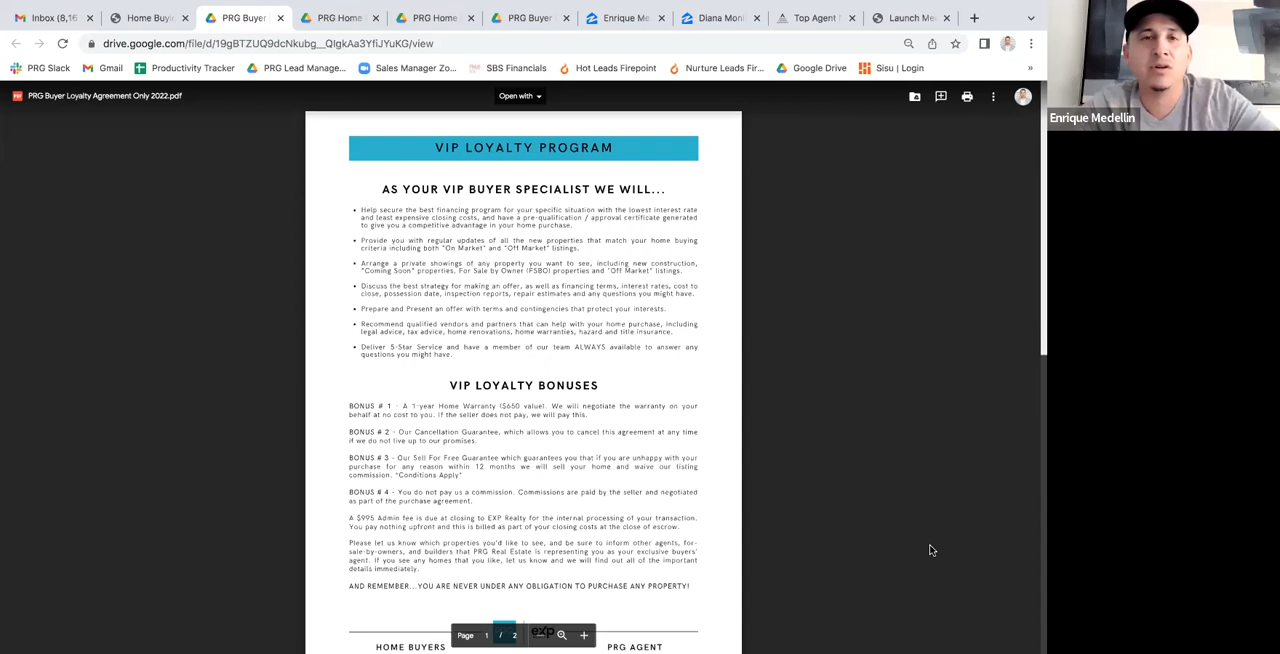 Inbox (8,16
Home Buyi
PRG Buyer
PRG Home
PRG Home
PRG Buyer
Enrique Me
Diana Moni
Top Agent
Launch Me
drive.google.com/file/d/19gBTZUQ9dcNkubg__QIgkAa3YfiJYuKG/view
PRG Slack
Gmail
Productivity Tracker
PRG Lead Manage...
Sales Manager Zo...
SBS Financials
Hot Leads Firepoint
Nurture Leads Fir...
Google Drive
Sisu | Login
»
PRG Buyer Loyalty Agreement Only 2022.pdf
Open with
Enrique Medellin
VIP LOYALTY PROGRAM
AS YOUR VIP BUYER SPECIALIST WE WILL...
• Help secure the best financing program for your specific situation with the lowest interest rate
and least expensive closing costs, and have a pre-qualification / approval certificate generated
to give you a competitive advantage in your home purchase.
• Provide you with regular updates of all the new properties that match your home buying
criteria including both "On Market" and "Off Market" listings.
• Arrange a private showings of any property you want to see, including new construction,
"Coming Soon" properties. For Sale by Owner (FSBO) properties and "Off Market" listings.
• Discuss the best strategy for making an offer, as well as financing terms, interest rates, cost to
close, possession date, inspection reports, repair estimates and any questions you might have.
• Prepare and Present an offer with terms and contingencies that protect your interests.
• Recommend qualified vendors and partners that can help with your home purchase, including
legal advice, tax advice, home renovations, home warranties, hazard and title insurance.
• Deliver 5-Star Service and have a member of our team ALWAYS available to answer any
questions you might have.
VIP LOYALTY BONUSES
BONUS # 1 - A 1-year Home Warranty ($650 value). We will negotiate the warranty on your
behalf at no cost to you. If the seller does not pay, we will pay this.
BONUS # 2 - Our Cancellation Guarantee, which allows you to cancel this agreement at any time
if we do not live up to our promises.
BONUS # 3 - Our Sell For Free Guarantee which guarantees you that if you are unhappy with your
purchase for any reason within 12 months we will sell your home and waive our listing
commission. *Conditions Apply*
BONUS # 4 - You do not pay us a commission. Commissions are paid by the seller and negotiated
as part of the purchase agreement.
A $995 Admin fee is due at closing to EXP Realty for the internal processing of your transaction.
You pay nothing upfront and this is billed as part of your closing costs at the close of escrow.
Please let us know which properties you'd like to see, and be sure to inform other agents, for-
sale-by-owners, and builders that PRG Real Estate is representing you as your exclusive buyers'
agent. If you see any homes that you like, let us know and we will find out all of the important
details immediately.
AND REMEMBER...YOU ARE NEVER UNDER ANY OBLIGATION TO PURCHASE ANY PROPERTY!
Page 1 / 2
exp
HOME BUYERS
PRG AGENT